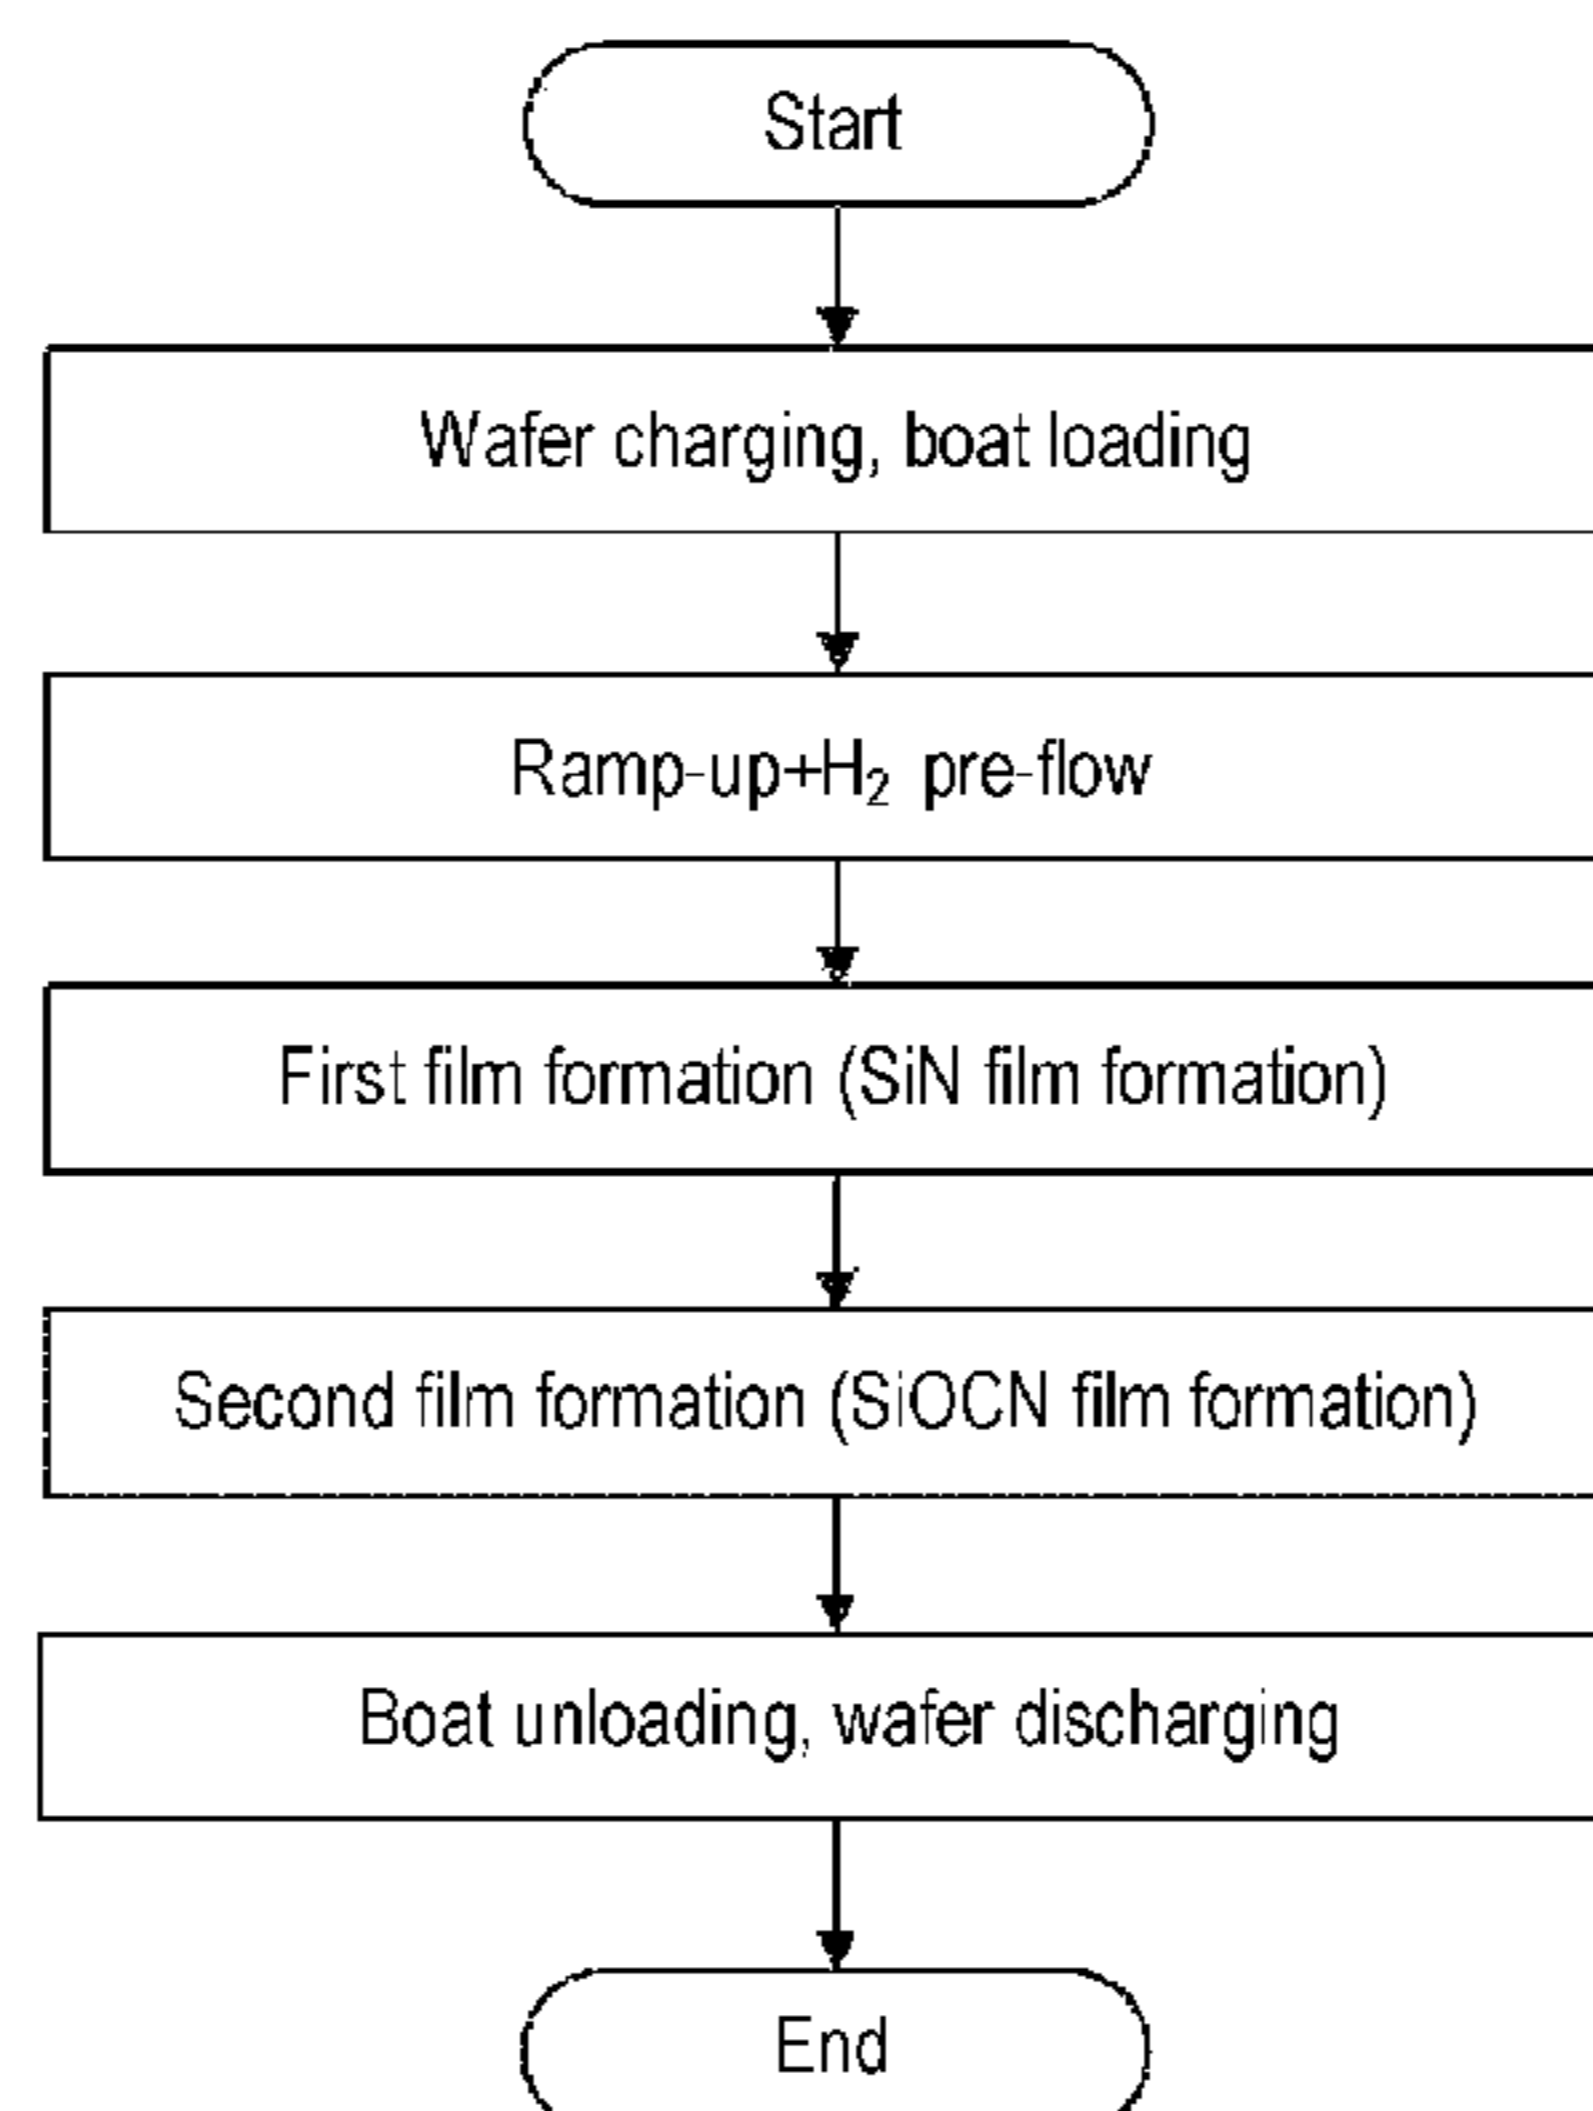 Start
Wafer charging, boat loading
Ramp-up+H₂ pre-flow
First film formation (SiN film formation)
Second film formation (SiOCN film formation)
Boat unloading, wafer discharging
End